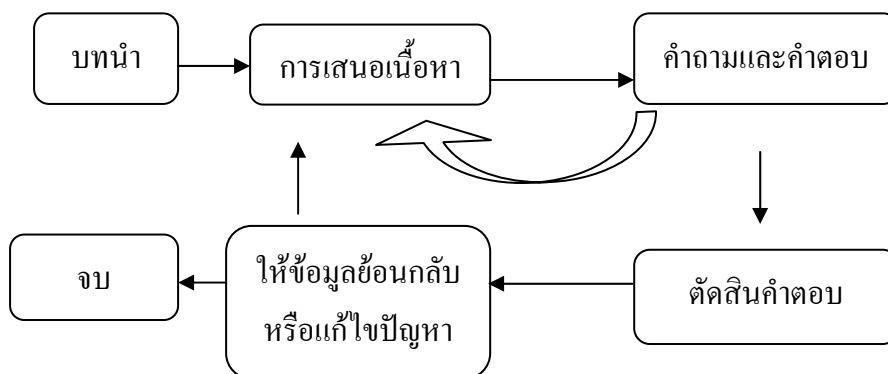 บทนำ
การเสนอเนื้อหา
คำถามและคำตอบ
จบ
ให้ข้อมูลย้อนกลับ
หรือแก้ไขปัญหา
ตัดสินคำตอบ